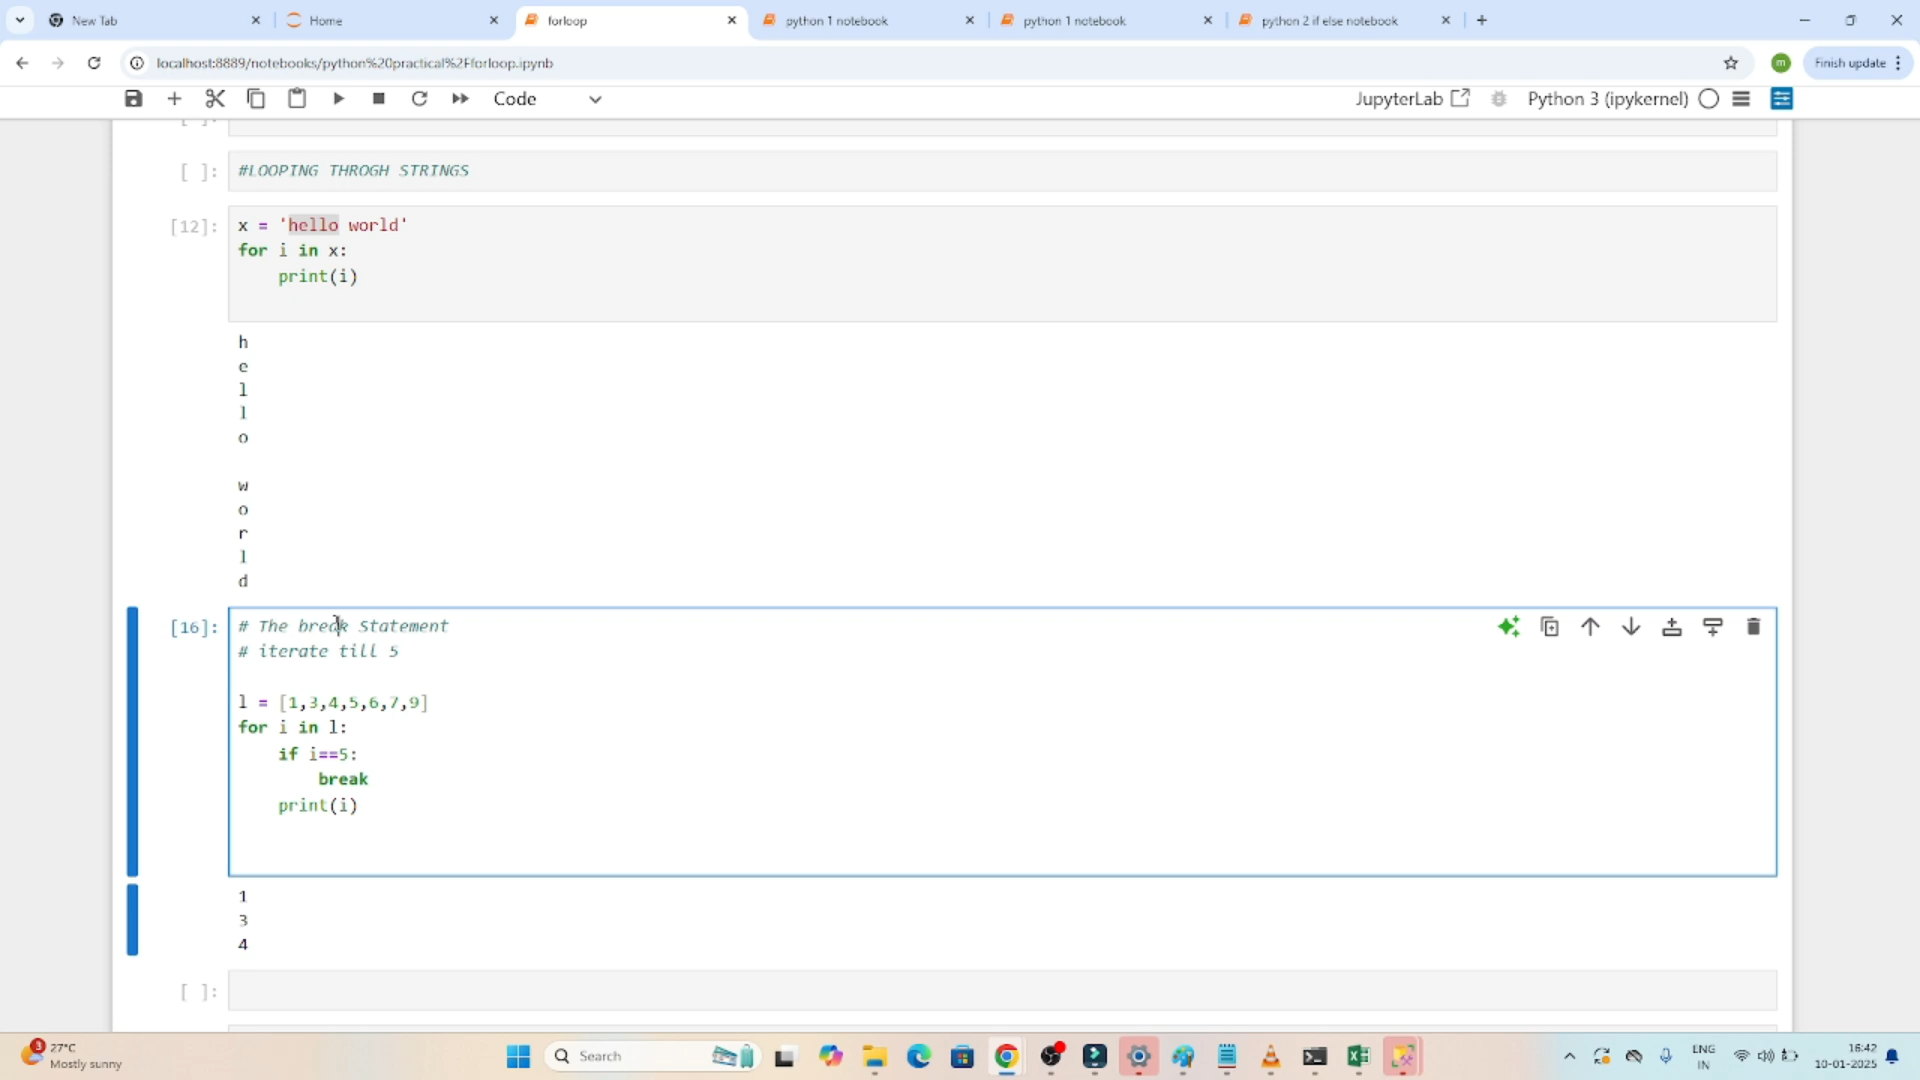 New Tab
Home
forloop
python 1 notebook
python 1 notebook
python 2 if else notebook
localhost:8889/notebooks/python%20practical%2Fforloop.ipynb
m
Finish update
Code
JupyterLab
Python 3 (ipykernel)
[ ]:
[ ]:
#LOOPING THROGH STRINGS
[12]:
x = 'hello world'
for i in x:
print(i)
h
e
l
l
o
w
o
r
l
d
[16]:
# The break Statement
# iterate till 5
l = [1,3,4,5,6,7,9]
for i in l:
if i==5:
break
print(i)
1
3
4
[ ]:
3
27°C
Mostly sunny
Search
ENG
IN
16:42
10-01-2025